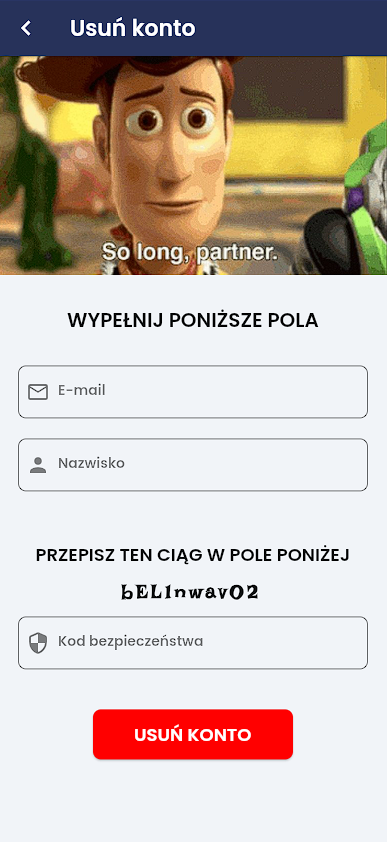 Usuń konto
So long, partner.
WYPEŁNIJ PONIŻSZE POLA
E-mail
Nazwisko
PRZEPISZ TEN CIĄG W POLE PONIŻEJ
bEL1nwavO2
Kod bezpieczeństwa
USUŃ KONTO